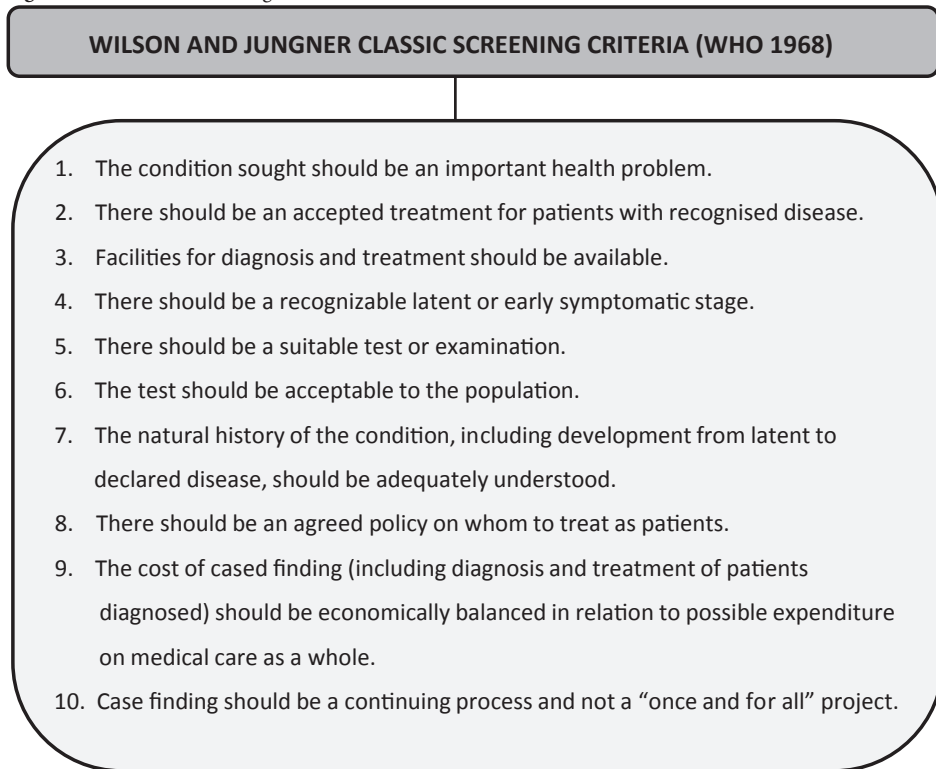 WILSON AND JUNGNER CLASSIC SCREENING CRITERIA (WHO 1968)
1. The condition sought should be an important health problem.
2. There should be an accepted treatment for patients with recognised disease.
3. Facilities for diagnosis and treatment should be available.
4. There should be a recognizable latent or early symptomatic stage.
5. There should be a suitable test or examination.
6. The test should be acceptable to the population.
7. The natural history of the condition, including development from latent to
declared disease, should be adequately understood.
8. There should be an agreed policy on whom to treat as patients.
9. The cost of cased finding (including diagnosis and treatment of patients
diagnosed) should be economically balanced in relation to possible expenditure
on medical care as a whole.
10. Case finding should be a continuing process and not a “once and for all” project.